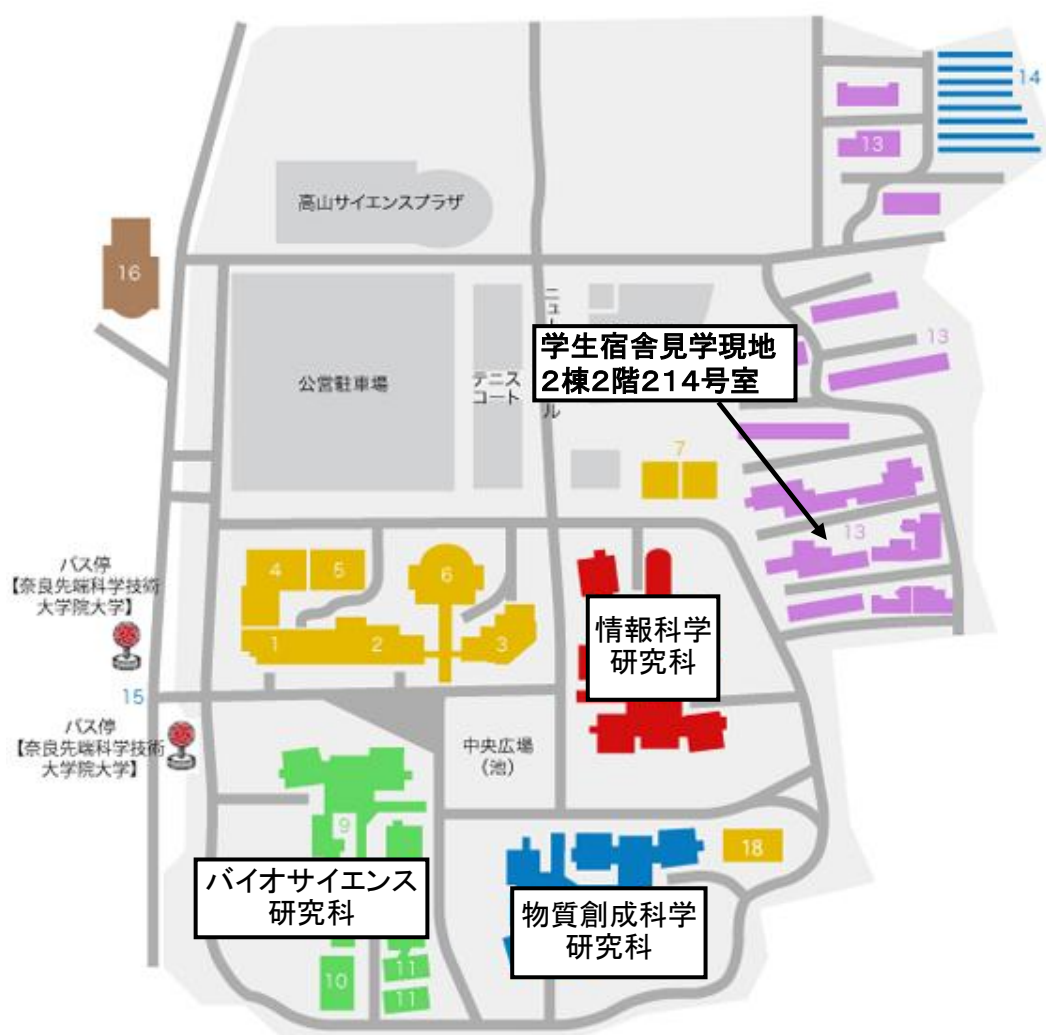 14
13
高山サイエンスプラザ
16
ニュー
学生宿舎見学現地
2棟2階214号室
13
公営駐車場
テニス
コート
ル
7
13
バス停
【奈良先端科学技術
大学院大学】
4
5
6
1
2
3
情報科学
研究科
15
バス停
【奈良先端科学技術
大学院大学】
中央広場
(池)
9
18
バイオサイエンス
研究科
物質創成科学
研究科
10
11
11